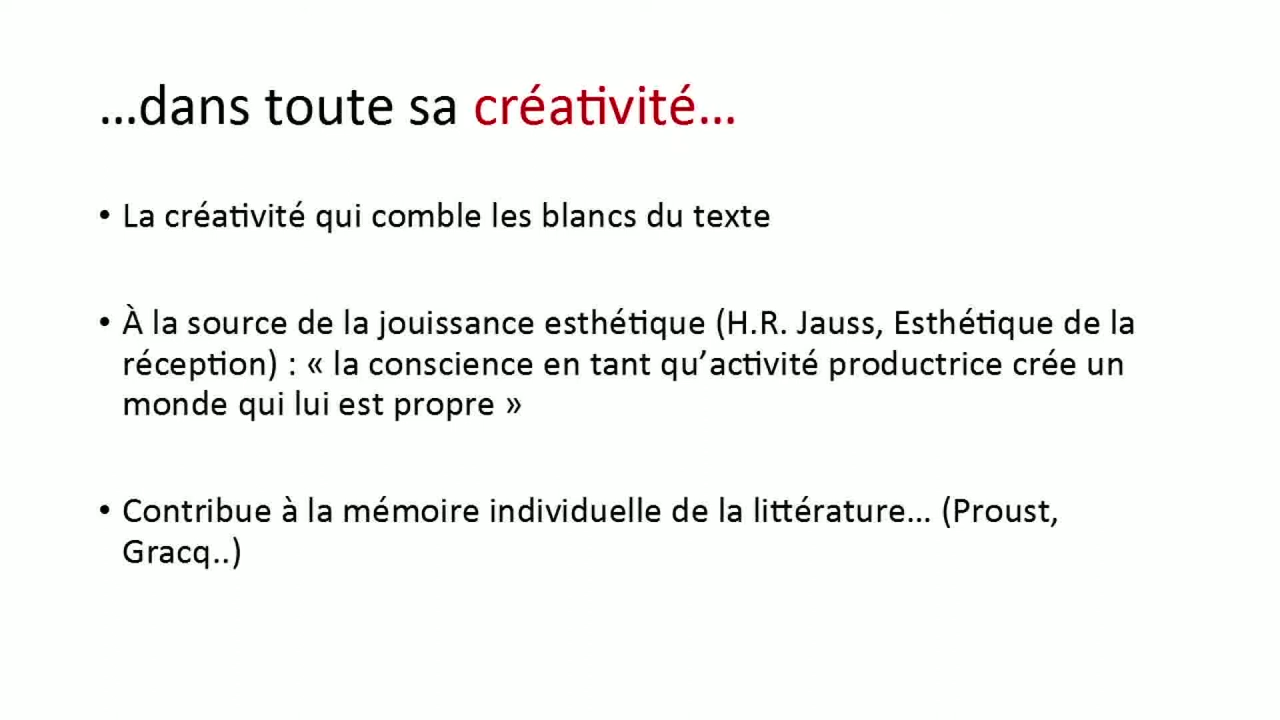 …dans toute sa créativité…
• La créativité qui comble les blancs du texte
• À la source de la jouissance esthétique (H.R. Jauss, Esthétique de la
réception) : « la conscience en tant qu’activité productrice crée un
monde qui lui est propre »
• Contribue à la mémoire individuelle de la littérature… (Proust,
Gracq..)